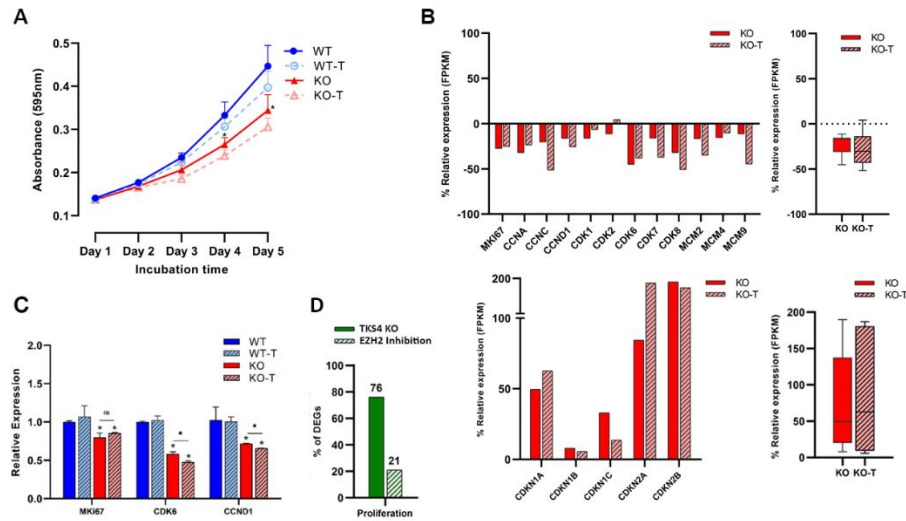 A
Absorbance (595nm)
0.5
0.4
0.3
0.2
0.1
*
*
Day 1 Day 2 Day 3 Day 4 Day 5
Incubation time
WT
WT-T
KO
KO-T
B
% Relative expression (FPKM)
100
50
0
-50
-100
KO
KO-T
MKI67 CCNA CCNC CCND1 CDK1 CDK2 CDK6 CDK7 CDK8 MCM2 MCM4 MCM9
KO
KO-T
% Relative expression (FPKM)
100
50
0
-50
-100
KO KO-T
% Relative expression (FPKM)
200
100
50
0
KO
KO-T
CDKN1A CDKN1B CDKN1C CDKN2A CDKN2B
KO
KO-T
% Relative expression (FPKM)
200
150
100
50
0
KO KO-T
C
Relative Expression
2.0
1.5
1.0
0.5
0.0
WT
WT-T
KO
KO-T
ns * *
* * * * * *
MKI67 CDK6 CCND1
D
TKS4 KO
EZH2 Inhibition
% of DEGs
100
80
60
40
20
0
76
21
Proliferation